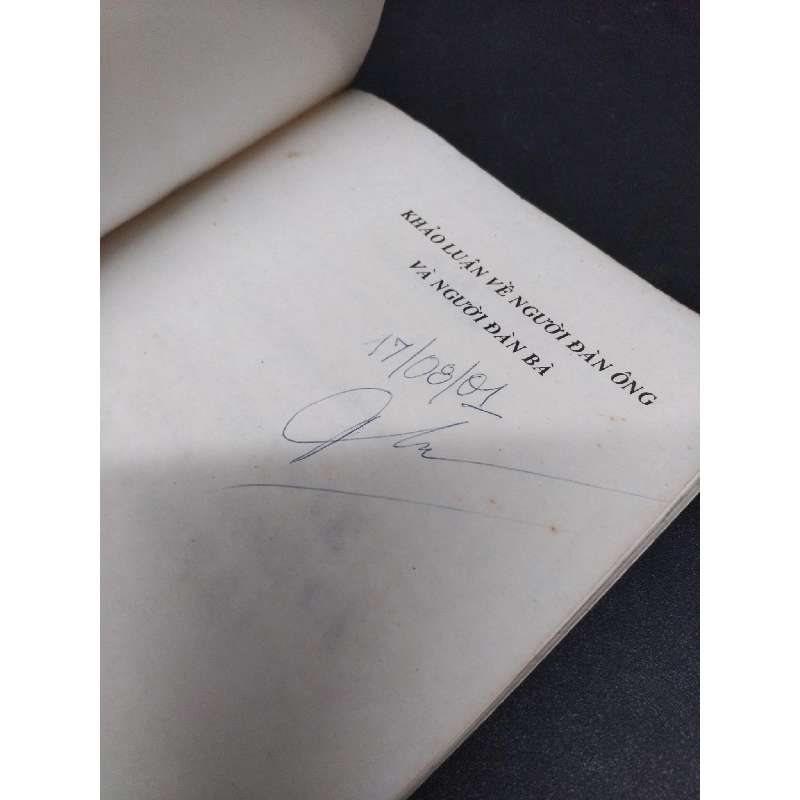 KHẢO LUẬN VỀ NGƯỜI ĐÀN ÔNG
VÀ NGƯỜI ĐÀN BÀ
17/08/01